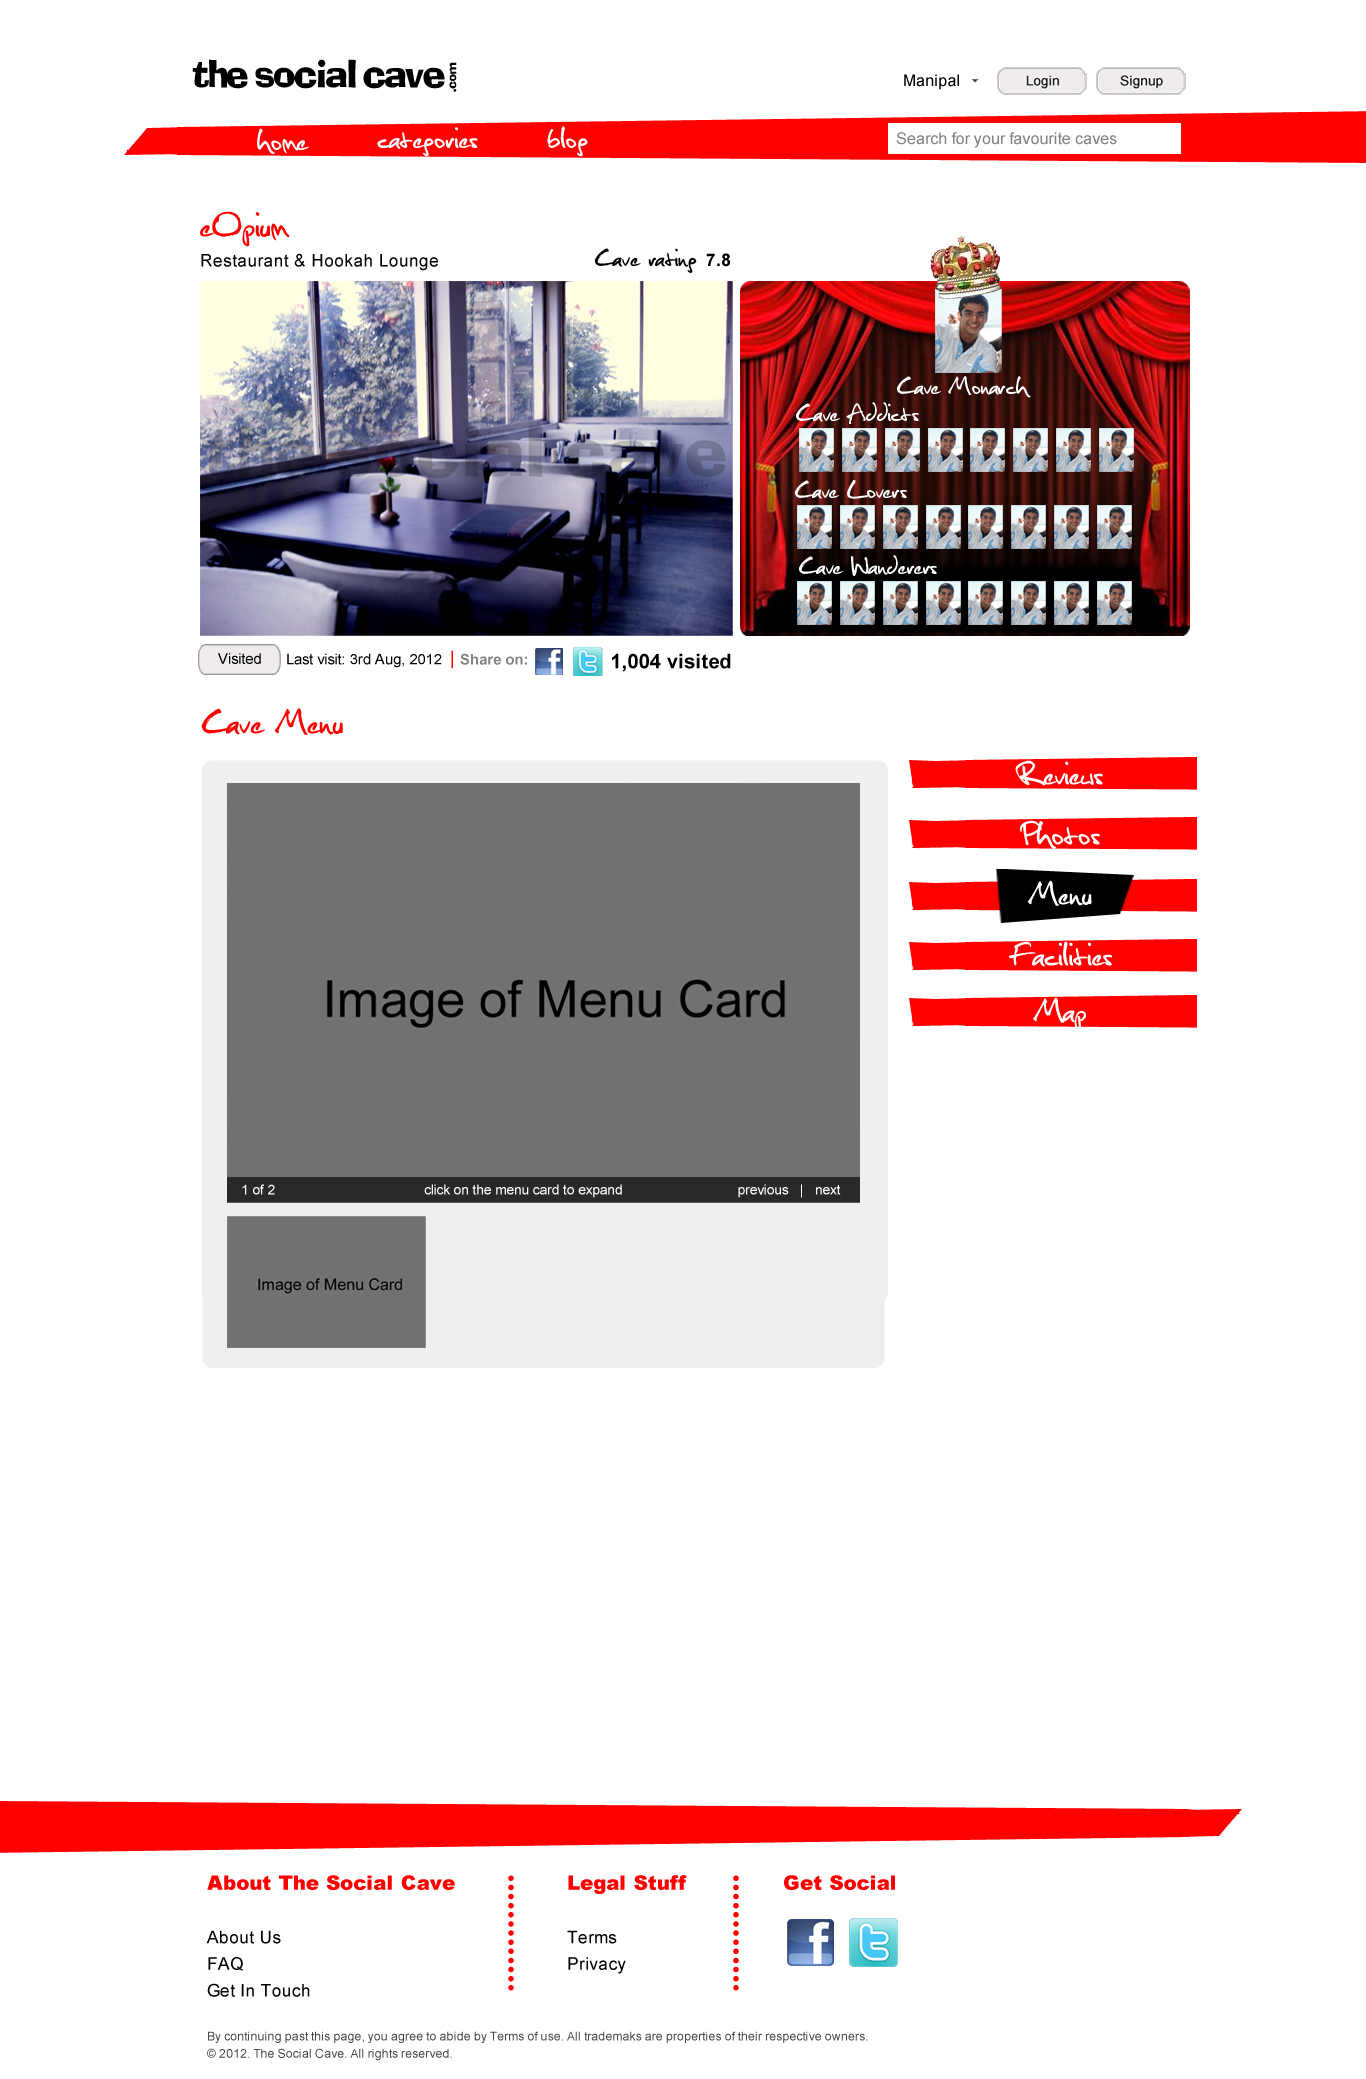 the social cave.com
Manipal
Login
Signup
home
categories
blog
Search for your favourite caves
eOpium
Restaurant & Hookah Lounge
Cave rating 7.8
social cave
Cave Monarch
Cave Addicts
Cave Lovers
Cave Wanderers
Visited
Last visit: 3rd Aug, 2012 | Share on:
1,004 visited
Cave Menu
Reviews
Photos
Menu
Facilities
Map
Image of Menu Card
1 of 2
click on the menu card to expand
previous | next
Image of Menu Card
About The Social Cave
About Us
FAQ
Get In Touch
Legal Stuff
Terms
Privacy
Get Social
By continuing past this page, you agree to abide by Terms of use. All trademaks are properties of their respective owners.
© 2012. The Social Cave. All rights reserved.